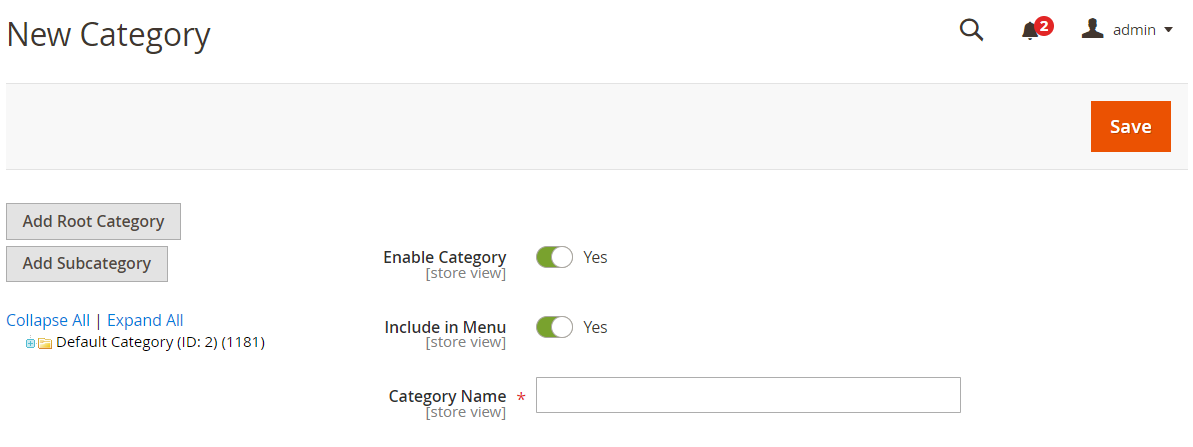 New Category
2
admin
Save
Add Root Category
Add Subcategory
Collapse All | Expand All
Default Category (ID: 2) (1181)
Enable Category
[store view]
Yes
Include in Menu
[store view]
Yes
Category Name *
[store view]